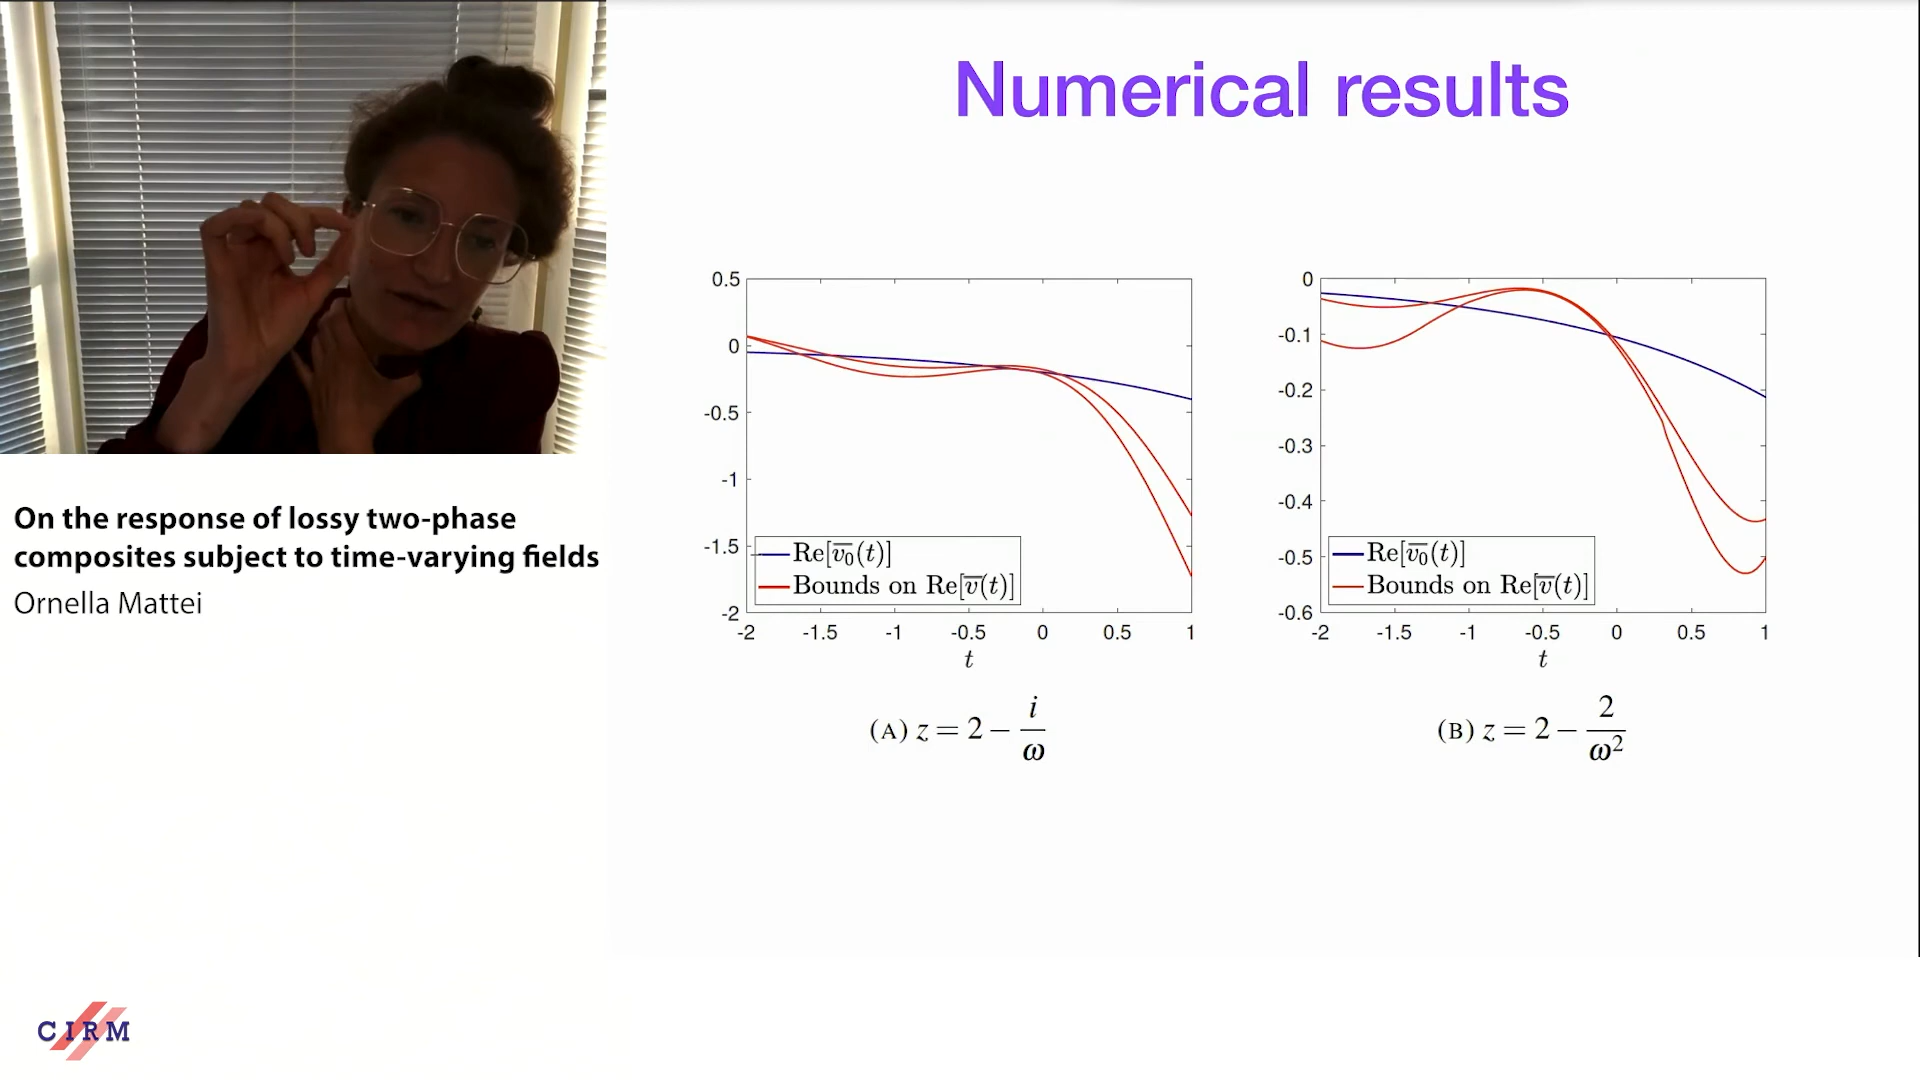 Numerical results
0.5
0
-0.5
-1
-1.5
-2
-2 -1.5 -1 -0.5 0 0.5 1
t
Re[v̅₀(t)]
Bounds on Re[v̅(t)]
(A) z = 2 − i/ω
0
-0.1
-0.2
-0.3
-0.4
-0.5
-0.6
-2 -1.5 -1 -0.5 0 0.5 1
t
Re[v̅₀(t)]
Bounds on Re[v̅(t)]
(B) z = 2 − 2/ω²
On the response of lossy two-phase
composites subject to time-varying fields
Ornella Mattei
CIRM